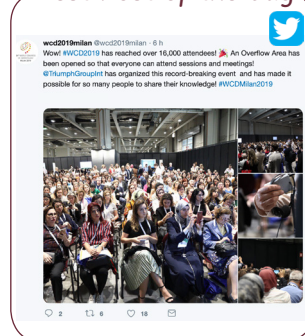 wcd2019milan @wcd2019milan · 6 h
Wow! #WCD2019 has reached over 16,000 attendees! 🎉 An Overflow Area has
been opened so that everyone can attend sessions and meetings!
@TriumphGroupInt has organized this record-breaking event and has made it
possible for so many people to share their knowledge! #WCDMilan2019
2 6 18